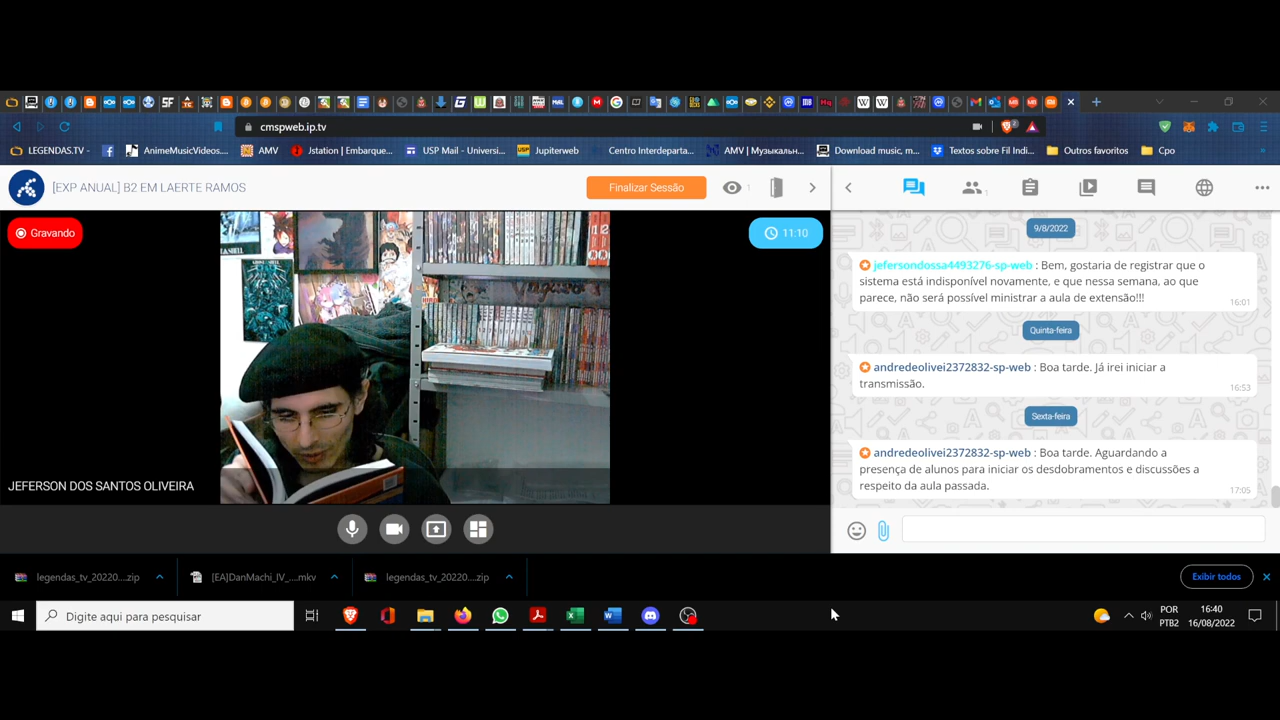 cmspweb.ip.tv
2
LEGENDAS.TV -
AnimeMusicVideos...
AMV
Jstation | Embarque...
USP Mail - Universi...
Jupiterweb
Centro Interdeparta...
AMV | Музыкальн...
Download music, m...
Textos sobre Fil Indi...
Outros favoritos
Cpo
[EXP ANUAL] B2 EM LAERTE RAMOS
Finalizar Sessão
1
1
Gravando
11:10
JEFERSON DOS SANTOS OLIVEIRA
9/8/2022
jefersondossa4493276-sp-web : Bem, gostaria de registrar que o
sistema está indisponível novamente, e que nessa semana, ao que
parece, não será possível ministrar a aula de extensão!!!
16:01
Quinta-feira
andredeolivei2372832-sp-web : Boa tarde. Já irei iniciar a
transmissão.
16:53
Sexta-feira
andredeolivei2372832-sp-web : Boa tarde. Aguardando a
presença de alunos para iniciar os desdobramentos e discussões a
respeito da aula passada.
17:05
legendas_tv_20220....zip
[EA]DanMachi_IV_....mkv
legendas_tv_20220....zip
Exibir todos
Digite aqui para pesquisar
POR
PTB2
16:40
16/08/2022